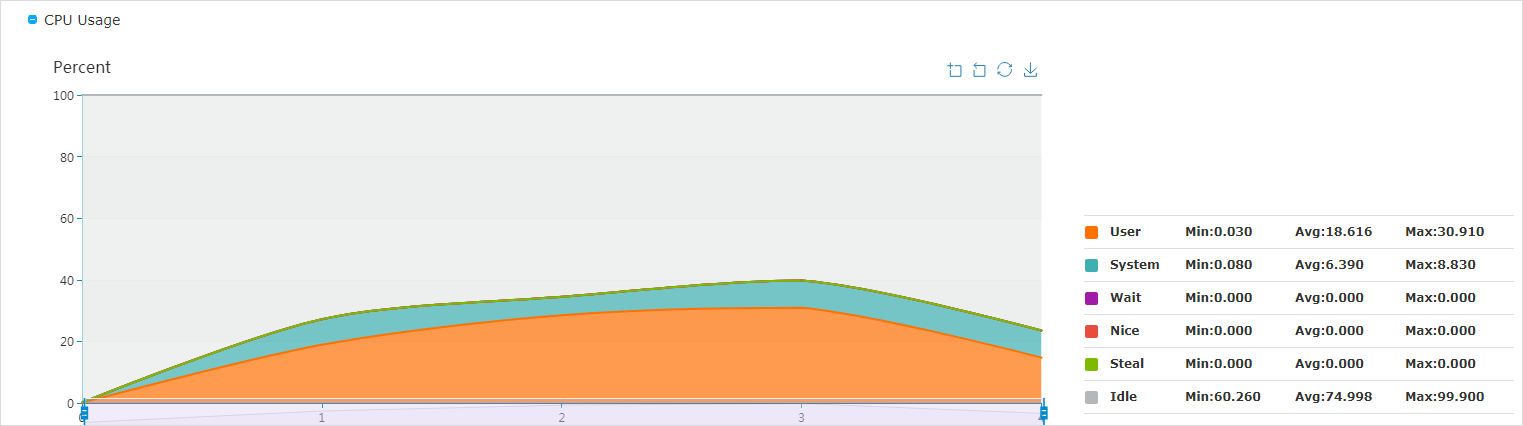 CPU Usage
Percent
100
80
60
40
20
0
0 1 2 3
User Min:0.030 Avg:18.616 Max:30.910
System Min:0.080 Avg:6.390 Max:8.830
Wait Min:0.000 Avg:0.000 Max:0.000
Nice Min:0.000 Avg:0.000 Max:0.000
Steal Min:0.000 Avg:0.000 Max:0.000
Idle Min:60.260 Avg:74.998 Max:99.900